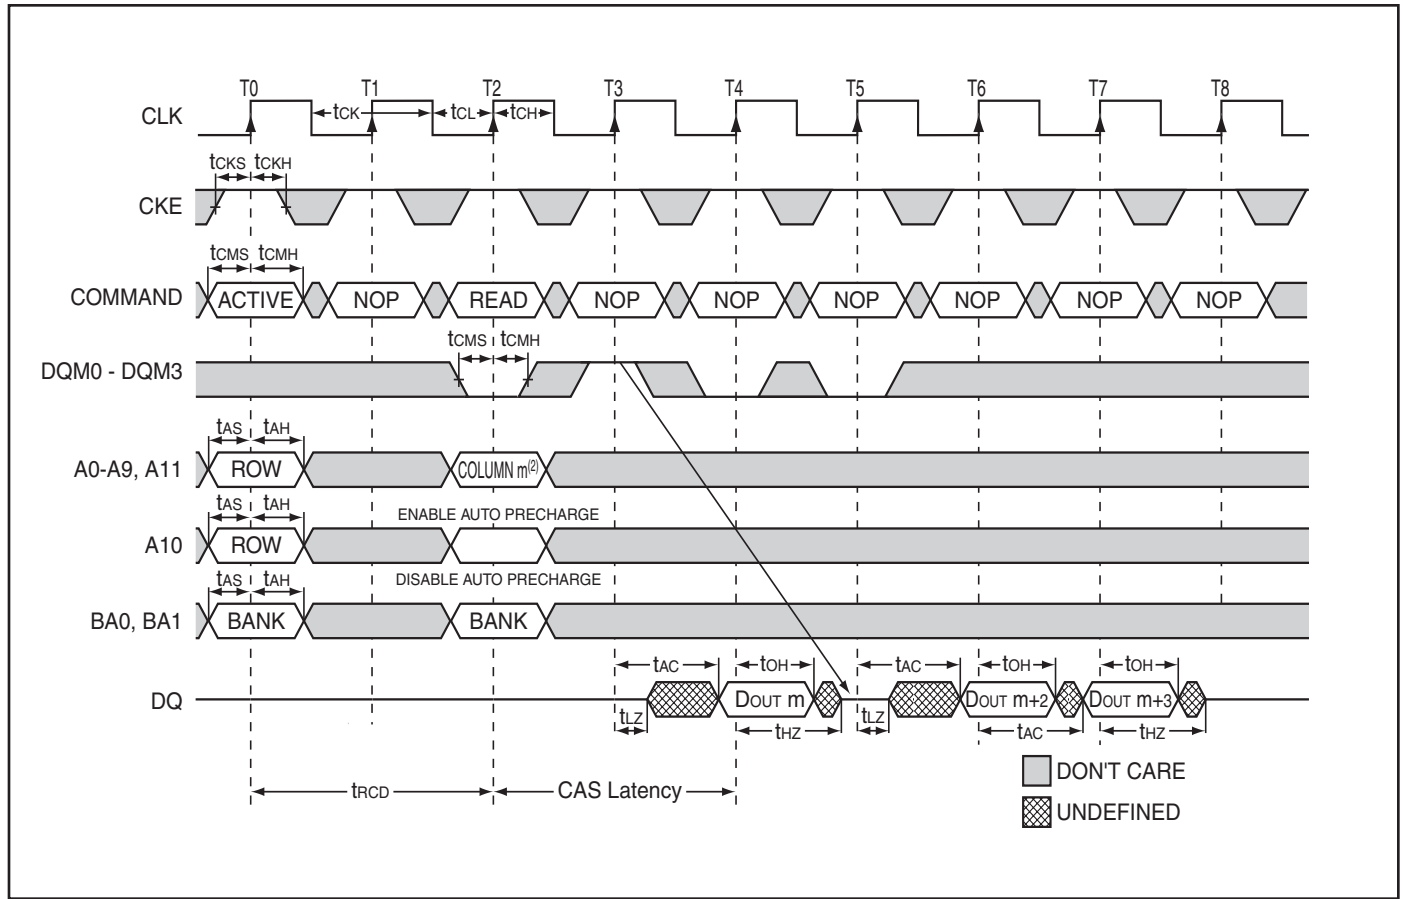 T0 T1 T2 T3 T4 T5 T6 T7 T8
CLK tCK tCL tCH
tCKS tCKH
CKE
tCMS tCMH
COMMAND ACTIVE NOP READ NOP NOP NOP NOP NOP NOP
tCMS tCMH
DQM0 - DQM3
tAS tAH
A0-A9, A11 ROW COLUMN m(2)
tAS tAH ENABLE AUTO PRECHARGE
A10 ROW
tAS tAH DISABLE AUTO PRECHARGE
BA0, BA1 BANK BANK
tAC tOH tAC tOH tOH
DQ DOUT m DOUT m+2 DOUT m+3
tLZ tHZ tLZ tAC tHZ
DON'T CARE
tRCD CAS Latency
UNDEFINED